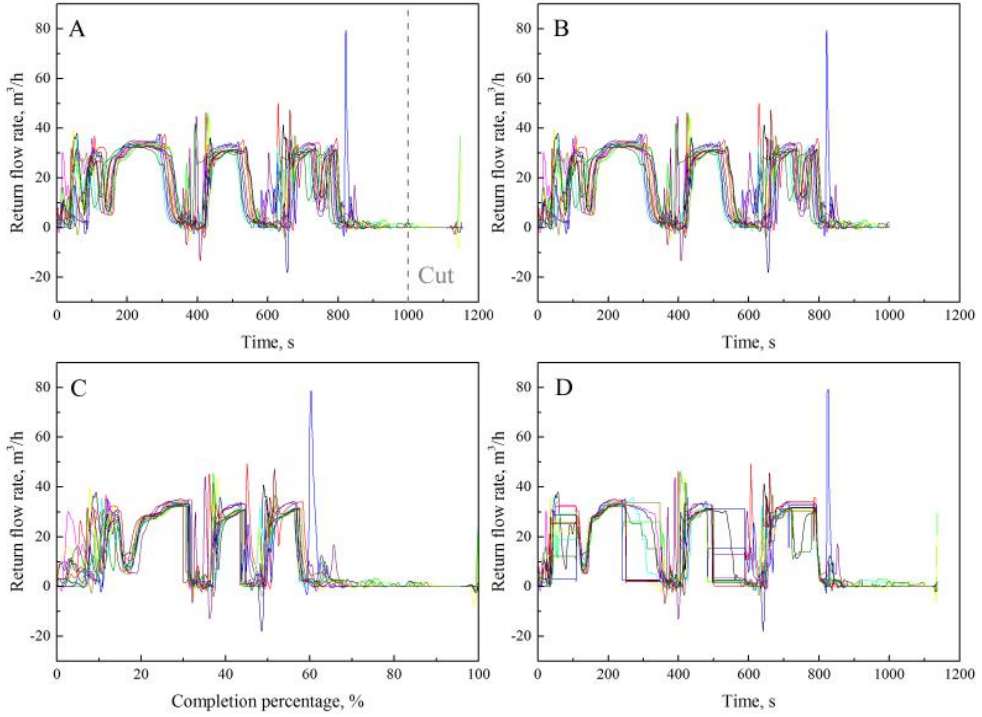 A
B
Return flow rate, m³/h
80
60
40
20
0
-20
Cut
0 200 400 600 800 1000 1200
Time, s
Return flow rate, m³/h
80
60
40
20
0
-20
0 200 400 600 800 1000 1200
Time, s
C
D
Return flow rate, m³/h
80
60
40
20
0
-20
0 20 40 60 80 100
Completion percentage, %
Return flow rate, m³/h
80
60
40
20
0
-20
0 200 400 600 800 1000 1200
Time, s